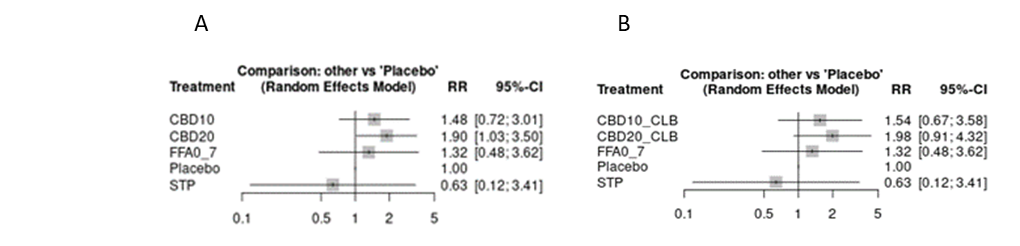 A
Comparison: other vs 'Placebo'
Treatment (Random Effects Model) RR 95%-CI
CBD10 1.48 [0.72; 3.01]
CBD20 1.90 [1.03; 3.50]
FFA0_7 1.32 [0.48; 3.62]
Placebo 1.00
STP 0.63 [0.12; 3.41]
0.1 0.5 1 2 5
B
Comparison: other vs 'Placebo'
Treatment (Random Effects Model) RR 95%-CI
CBD10_CLB 1.54 [0.67; 3.58]
CBD20_CLB 1.98 [0.91; 4.32]
FFA0_7 1.32 [0.48; 3.62]
Placebo 1.00
STP 0.63 [0.12; 3.41]
0.1 0.5 1 2 5